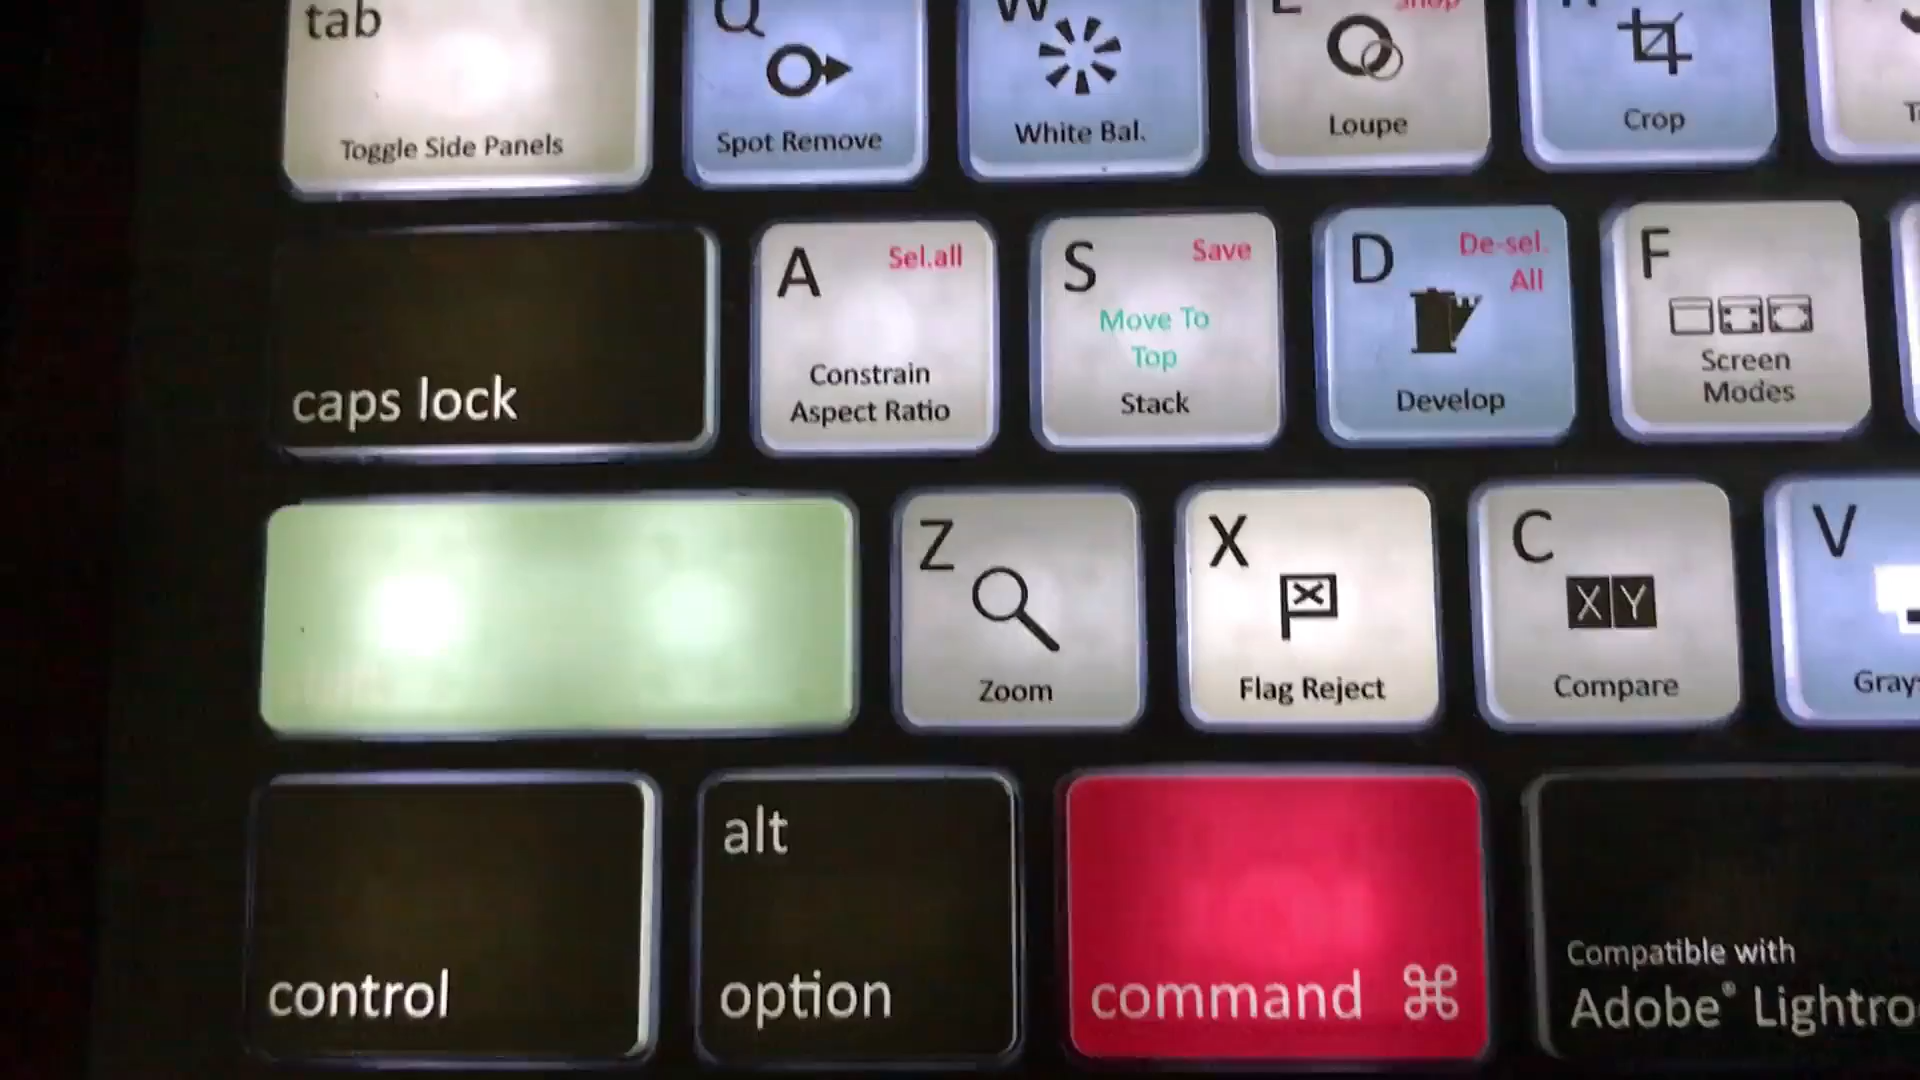 tab
Toggle Side Panels
Q
Spot Remove
W
White Bal.
Loupe
Crop
caps lock
A
Sel.all
Constrain
Aspect Ratio
S
Save
Move To
Top
Stack
D
De-sel.
All
Develop
F
Screen
Modes
Z
Zoom
X
Flag Reject
C
X Y
Compare
V
Gray
control
alt
option
command ⌘
Compatible with
Adobe® Lightro